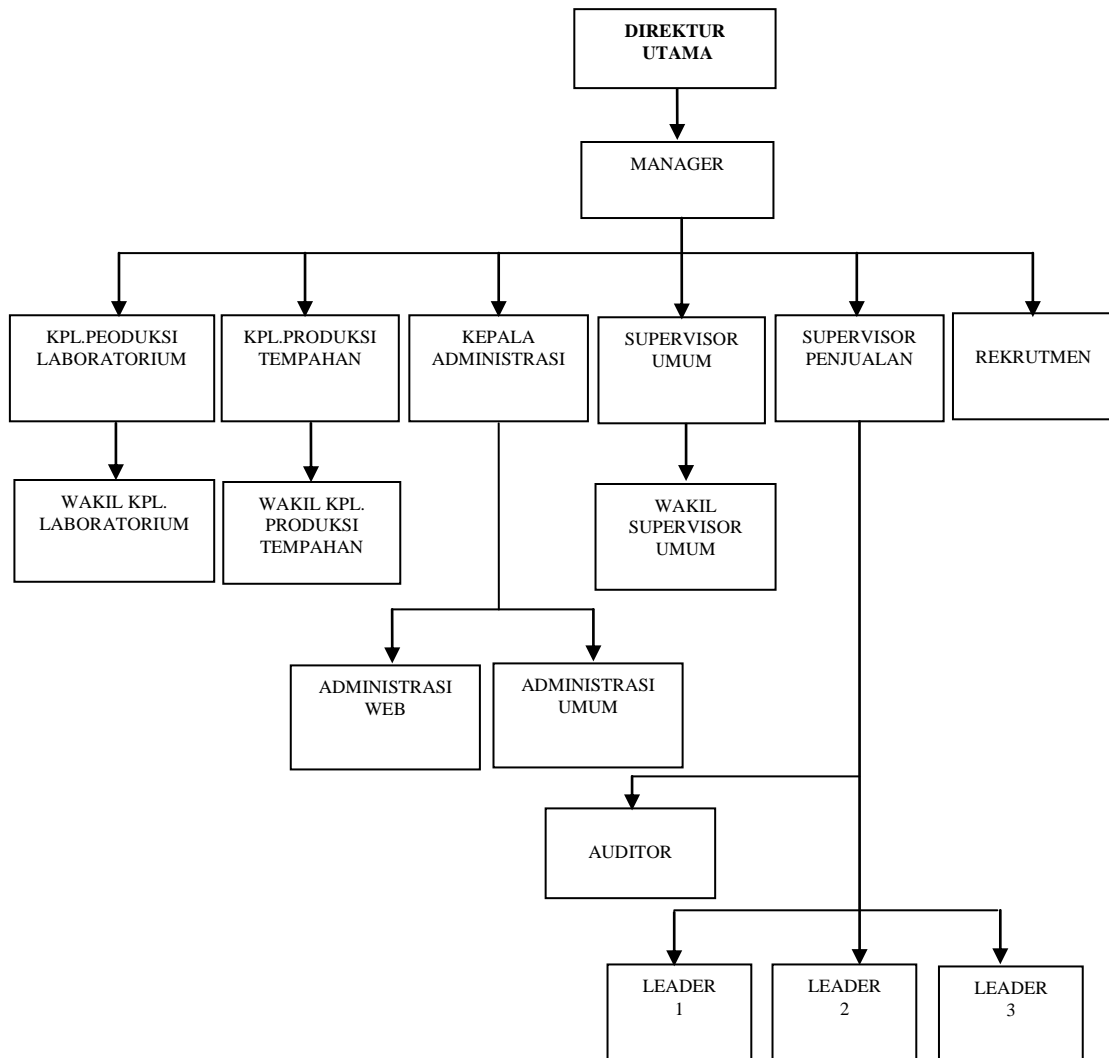 DIREKTUR
UTAMA
MANAGER
KPL.PEODUKSI
LABORATORIUM
KPL.PRODUKSI
TEMPAHAN
KEPALA
ADMINISTRASI
SUPERVISOR
UMUM
SUPERVISOR
PENJUALAN
REKRUTMEN
WAKIL KPL.
LABORATORIUM
WAKIL KPL.
PRODUKSI
TEMPAHAN
WAKIL
SUPERVISOR
UMUM
ADMINISTRASI
WEB
ADMINISTRASI
UMUM
AUDITOR
LEADER
1
LEADER
2
LEADER
3